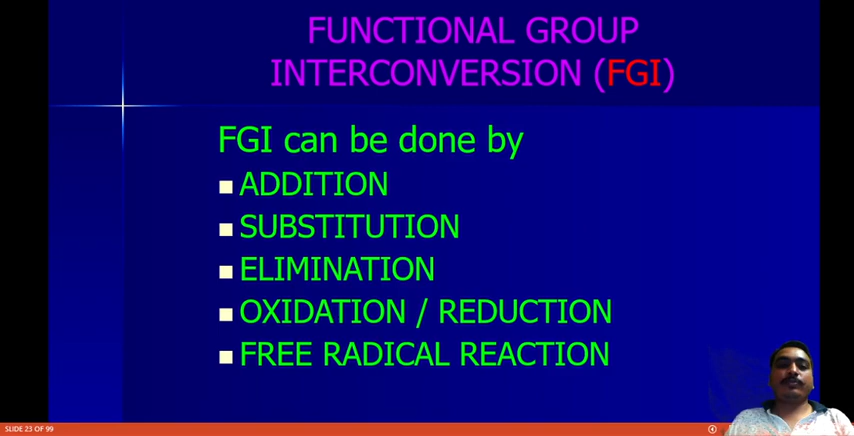 FUNCTIONAL GROUP
INTERCONVERSION (FGI)
FGI can be done by
ADDITION
SUBSTITUTION
ELIMINATION
OXIDATION / REDUCTION
FREE RADICAL REACTION
SLIDE 23 OF 99